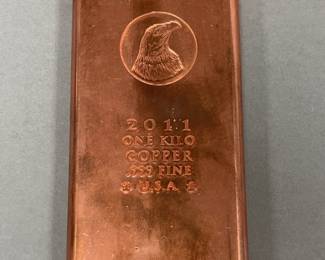 2011
ONE KILO
COPPER
.999 FINE
U.S.A.